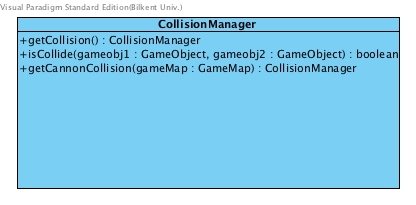 Visual Paradigm Standard Edition(Bilkent Univ.)
CollisionManager
+getCollision() : CollisionManager
+isCollide(gameobj1 : GameObject, gameobj2 : GameObject) : boolean
+getCannonCollision(gameMap : GameMap) : CollisionManager